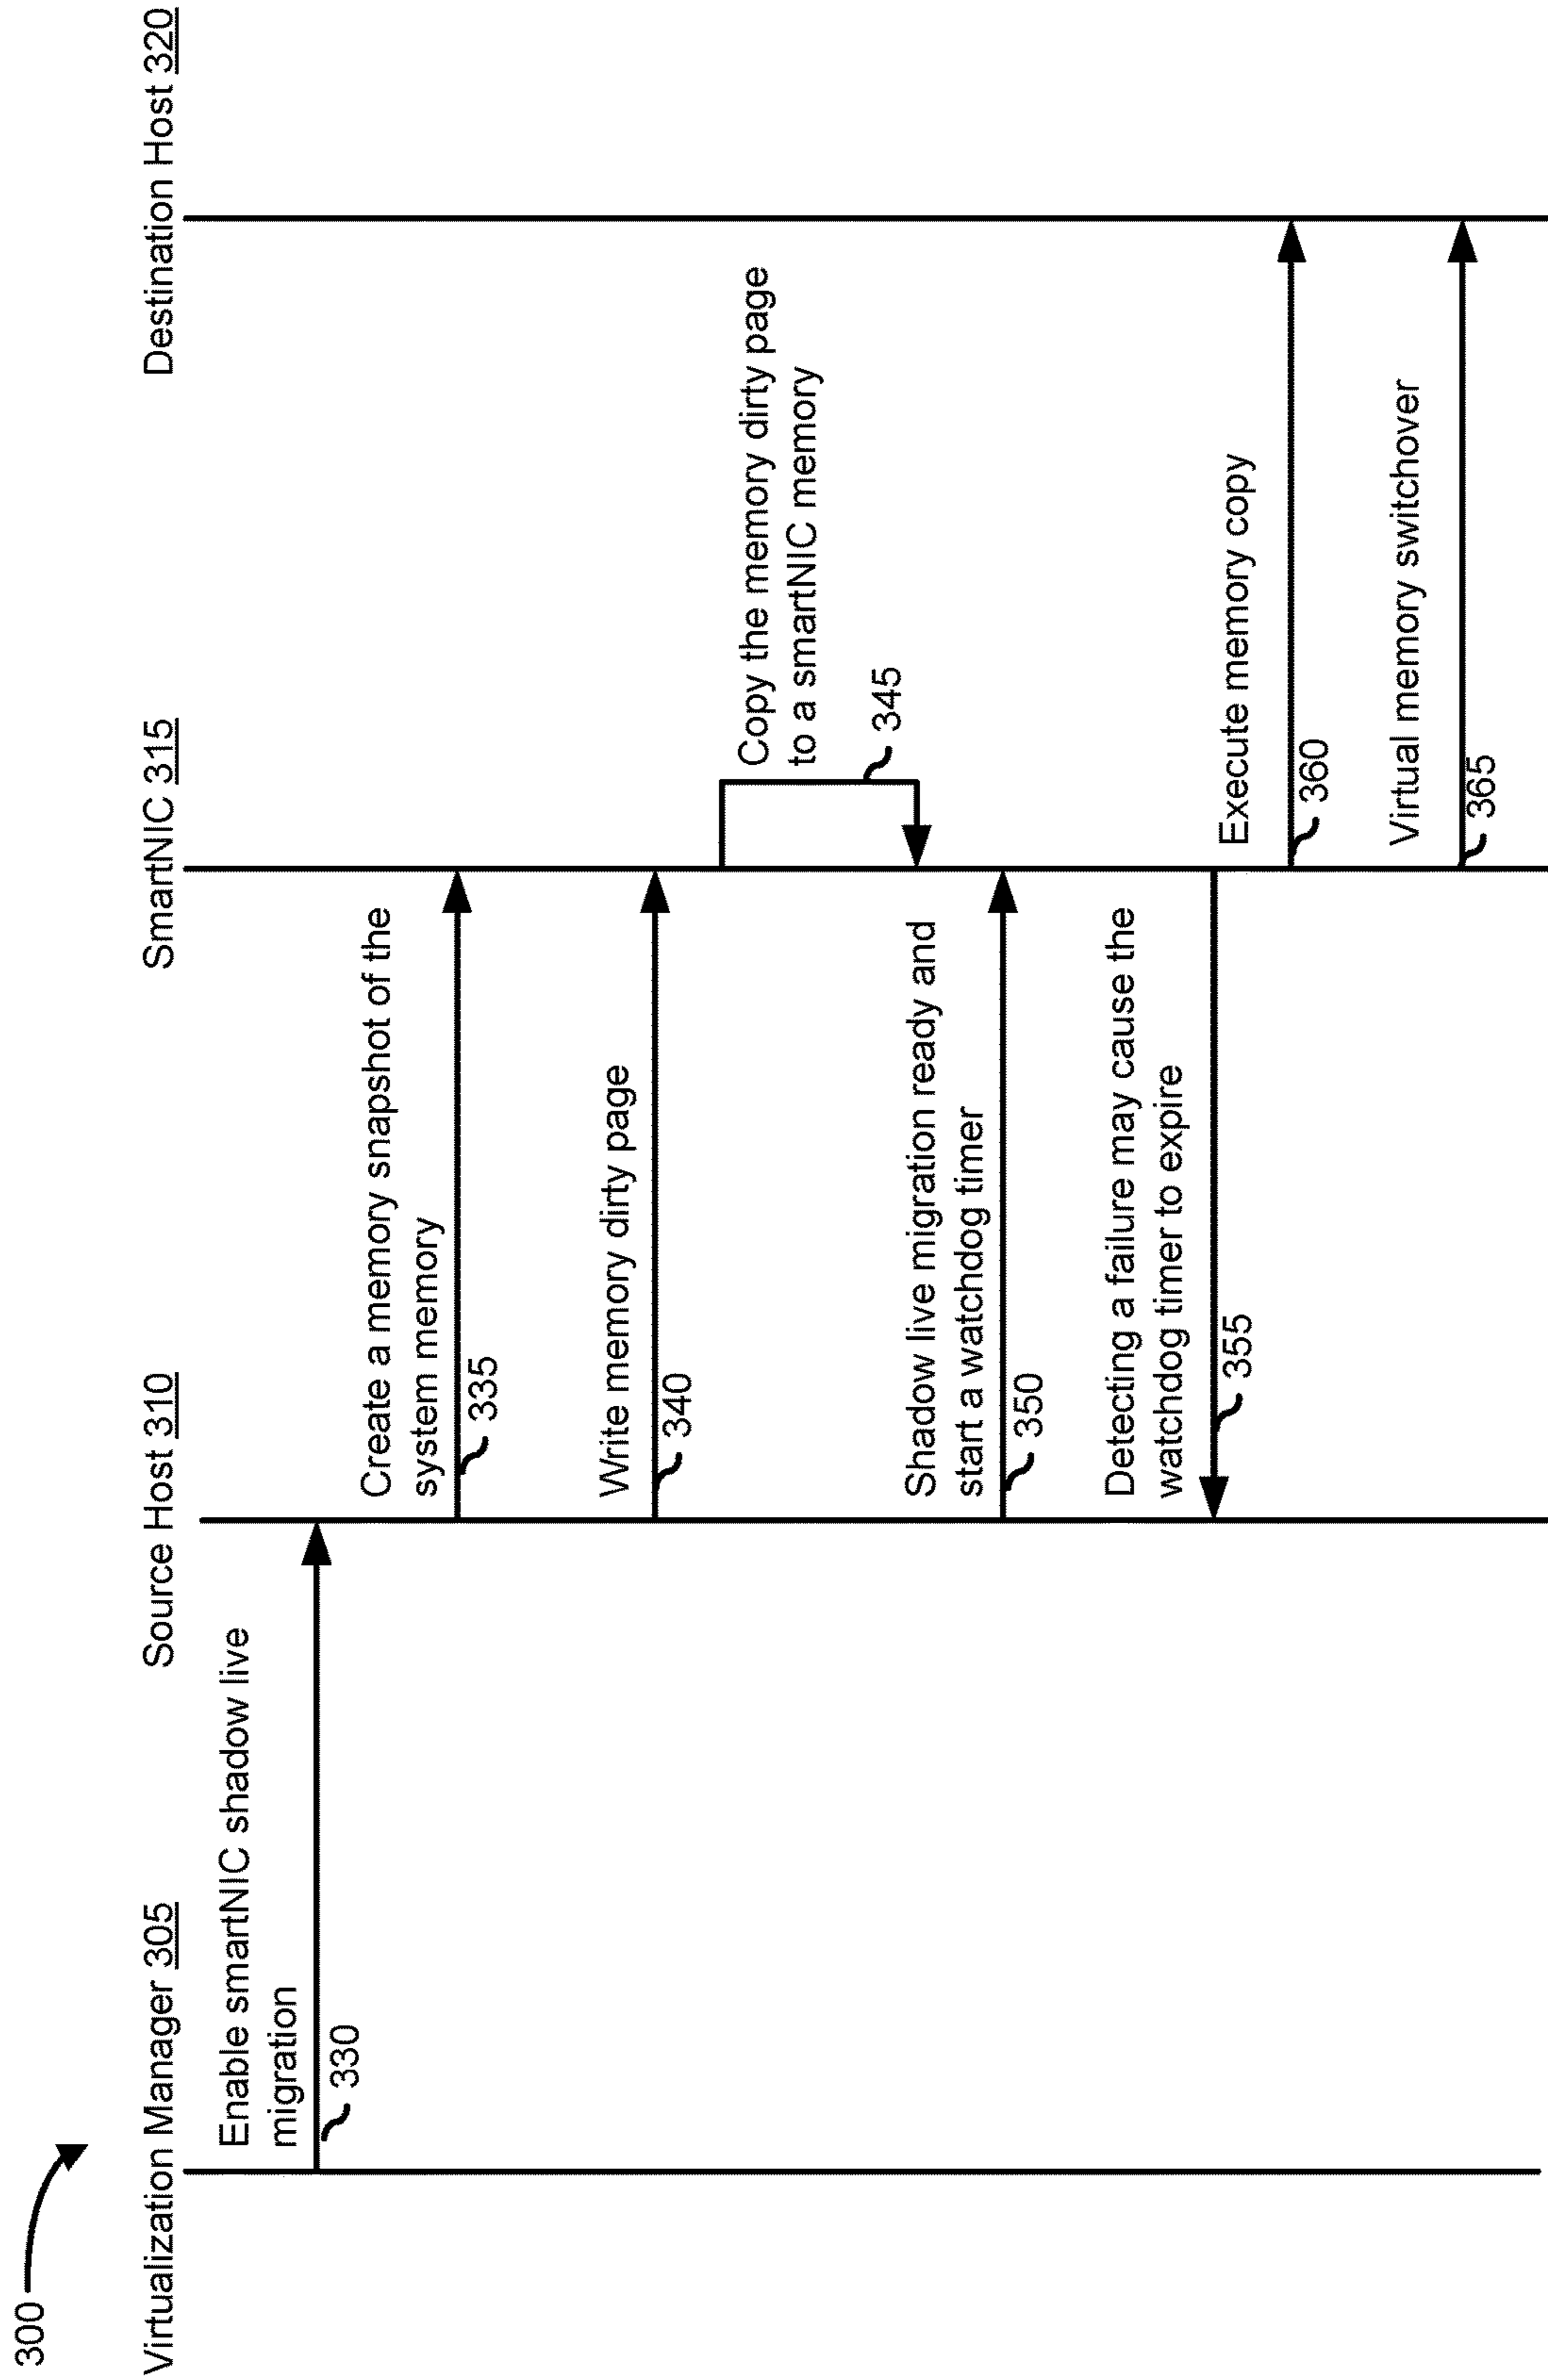 300
Virtualization Manager 305
Source Host 310
SmartNIC 315
Destination Host 320
Enable smartNIC shadow live
migration
330
Create a memory snapshot of the
system memory
335
Write memory dirty page
340
Copy the memory dirty page
to a smartNIC memory
345
Shadow live migration ready and
start a watchdog timer
350
Detecting a failure may cause the
watchdog timer to expire
355
Execute memory copy
360
Virtual memory switchover
365